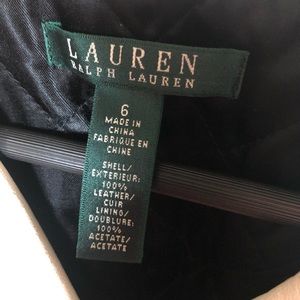 LAUREN
RALPH LAUREN
6
MADE IN
CHINA
FABRIQUE EN
CHINE
SHELL/
EXTERIEUR:
100%
LEATHER/
CUIR
LINING/
DOUBLURE:
100%
ACETATE/
ACETATE